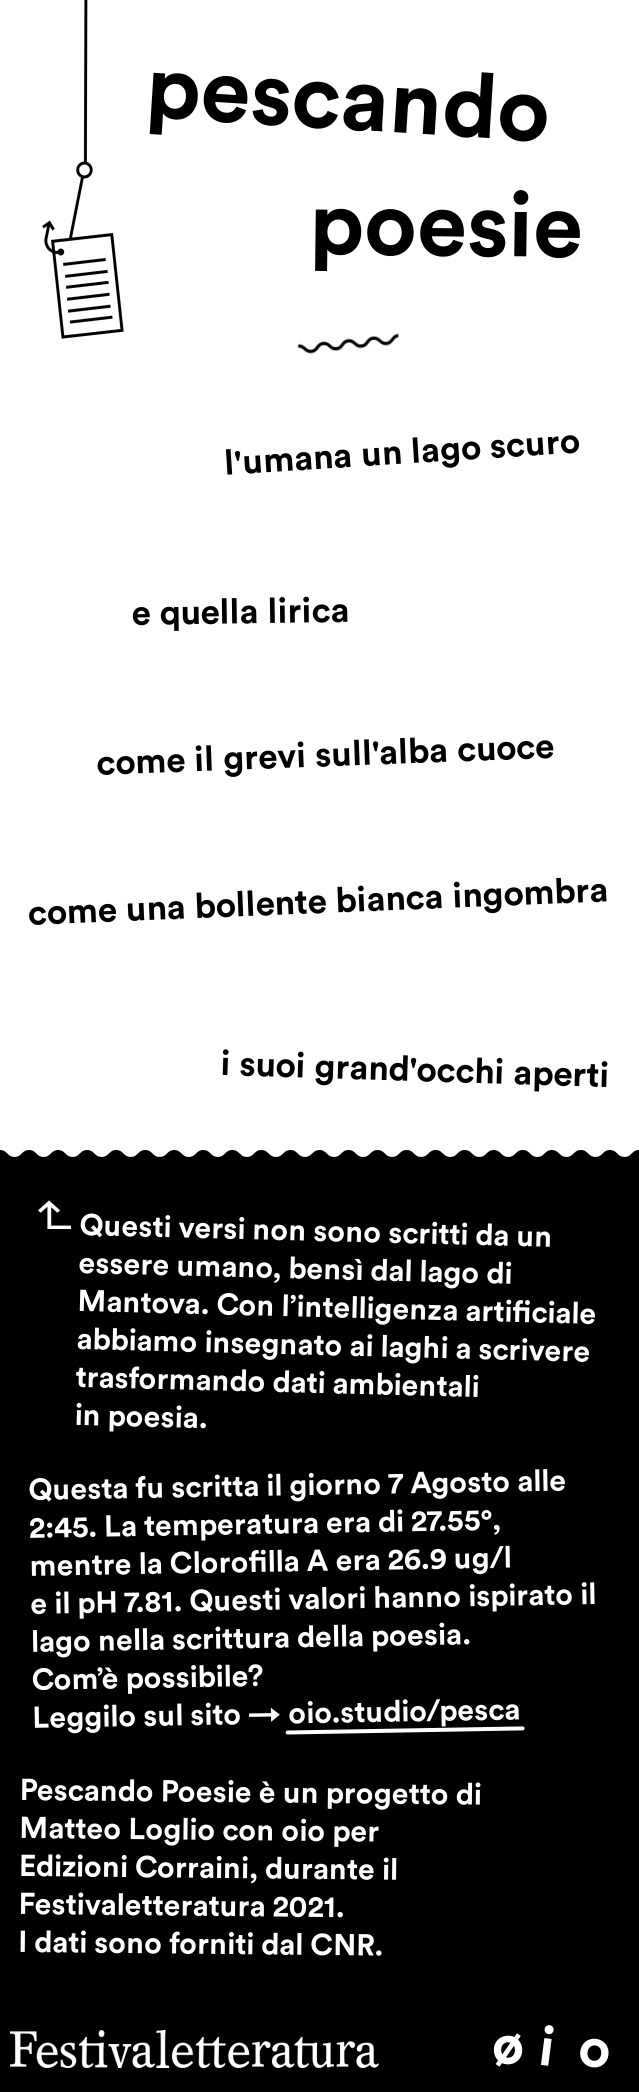 pescando
poesie
l'umana un lago scuro
e quella lirica
come il grevi sull'alba cuoce
come una bollente bianca ingombra
i suoi grand'occhi aperti
Questi versi non sono scritti da un
essere umano, bensì dal lago di
Mantova. Con l’intelligenza artificiale
abbiamo insegnato ai laghi a scrivere
trasformando dati ambientali
in poesia.
Questa fu scritta il giorno 7 Agosto alle
2:45. La temperatura era di 27.55°,
mentre la Clorofilla A era 26.9 ug/l
e il pH 7.81. Questi valori hanno ispirato il
lago nella scrittura della poesia.
Com’è possibile?
Leggilo sul sito → oio.studio/pesca
Pescando Poesie è un progetto di
Matteo Loglio con oio per
Edizioni Corraini, durante il
Festivaletteratura 2021.
I dati sono forniti dal CNR.
Festivaletteratura ø i o